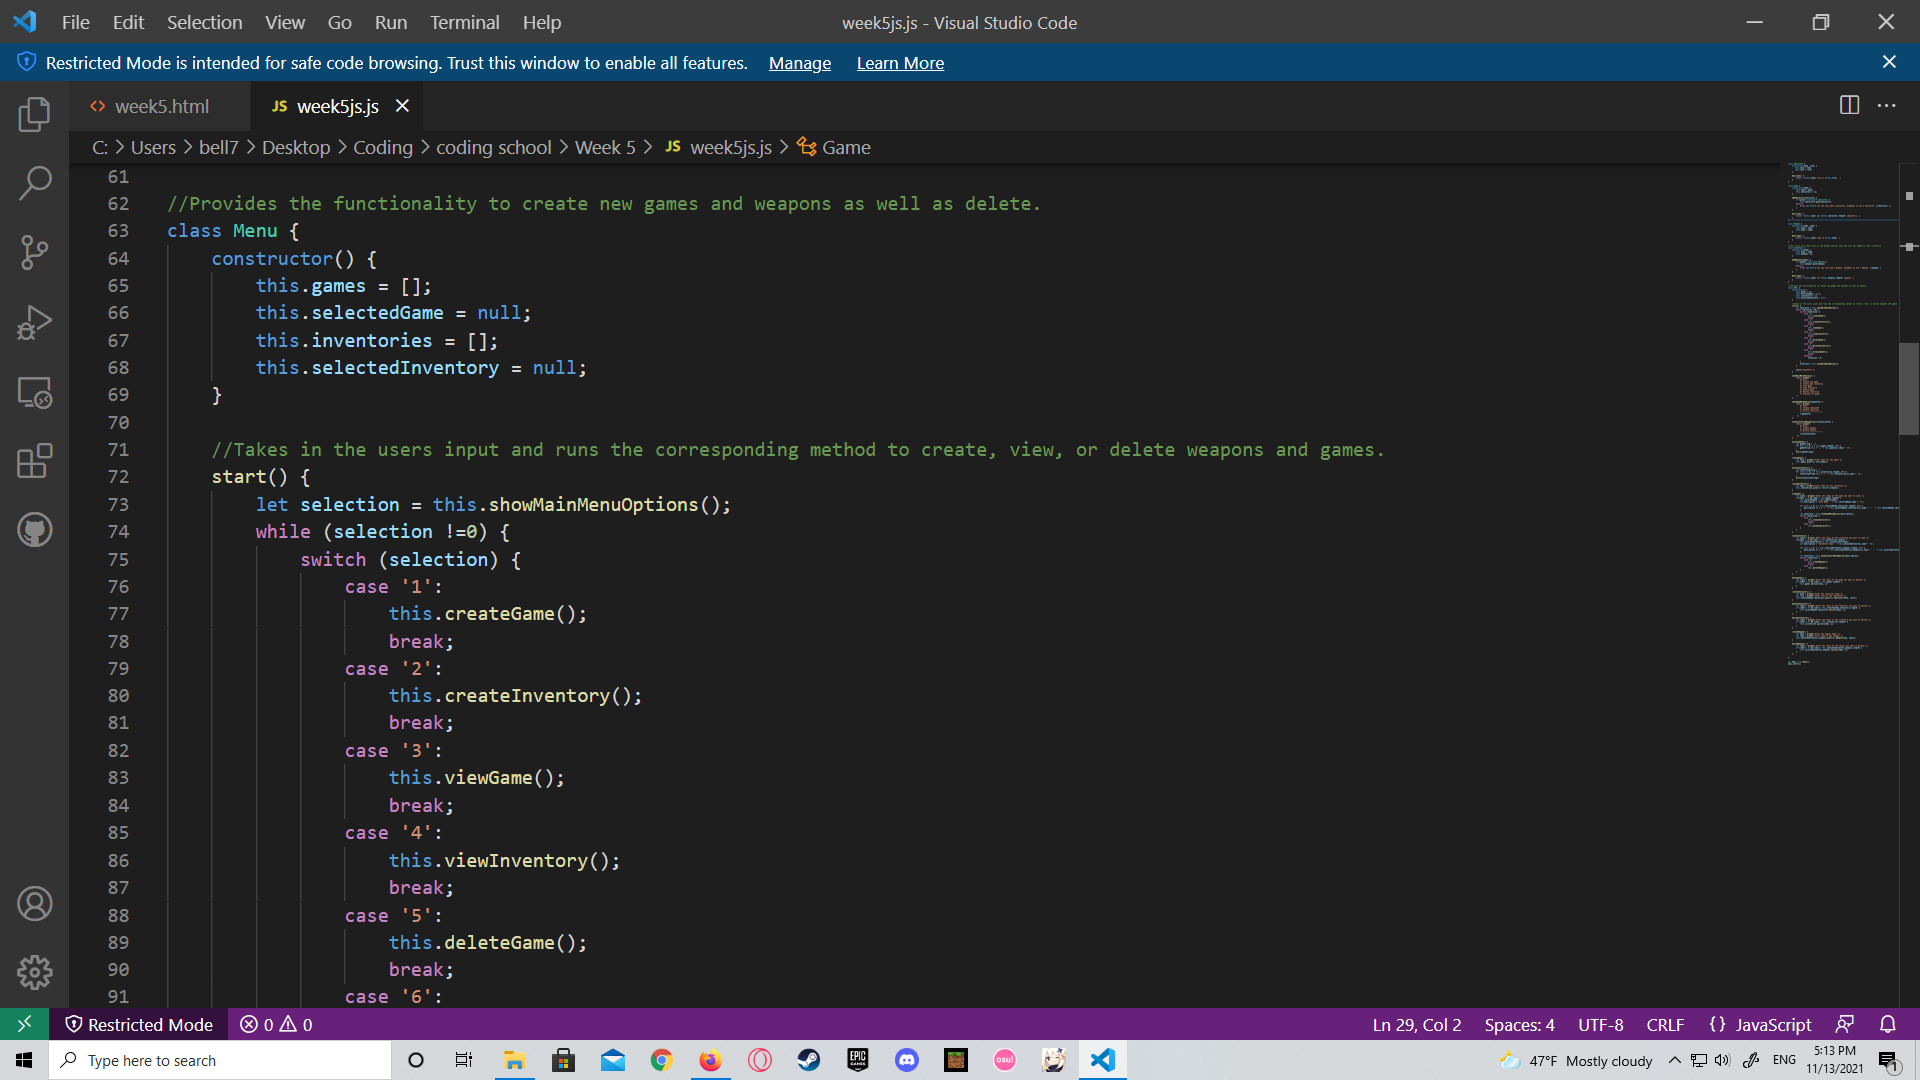 File Edit Selection View Go Run Terminal Help week5js.js - Visual Studio Code
Restricted Mode is intended for safe code browsing. Trust this window to enable all features. Manage Learn More
<> week5.html JS week5js.js
C: > Users > bell7 > Desktop > Coding > coding school > Week 5 > JS week5js.js > Game
61
62 //Provides the functionality to create new games and weapons as well as delete.
63 class Menu {
64 constructor() {
65 this.games = [];
66 this.selectedGame = null;
67 this.inventories = [];
68 this.selectedInventory = null;
69 }
70
71 //Takes in the users input and runs the corresponding method to create, view, or delete weapons and games.
72 start() {
73 let selection = this.showMainMenuOptions();
74 while (selection !=0) {
75 switch (selection) {
76 case '1':
77 this.createGame();
78 break;
79 case '2':
80 this.createInventory();
81 break;
82 case '3':
83 this.viewGame();
84 break;
85 case '4':
86 this.viewInventory();
87 break;
88 case '5':
89 this.deleteGame();
90 break;
91 case '6':
Restricted Mode 0 0 Ln 29, Col 2 Spaces: 4 UTF-8 CRLF {} JavaScript
Type here to search EPIC GAMES osu! 47°F Mostly cloudy ENG 5:13 PM
11/13/2021 1